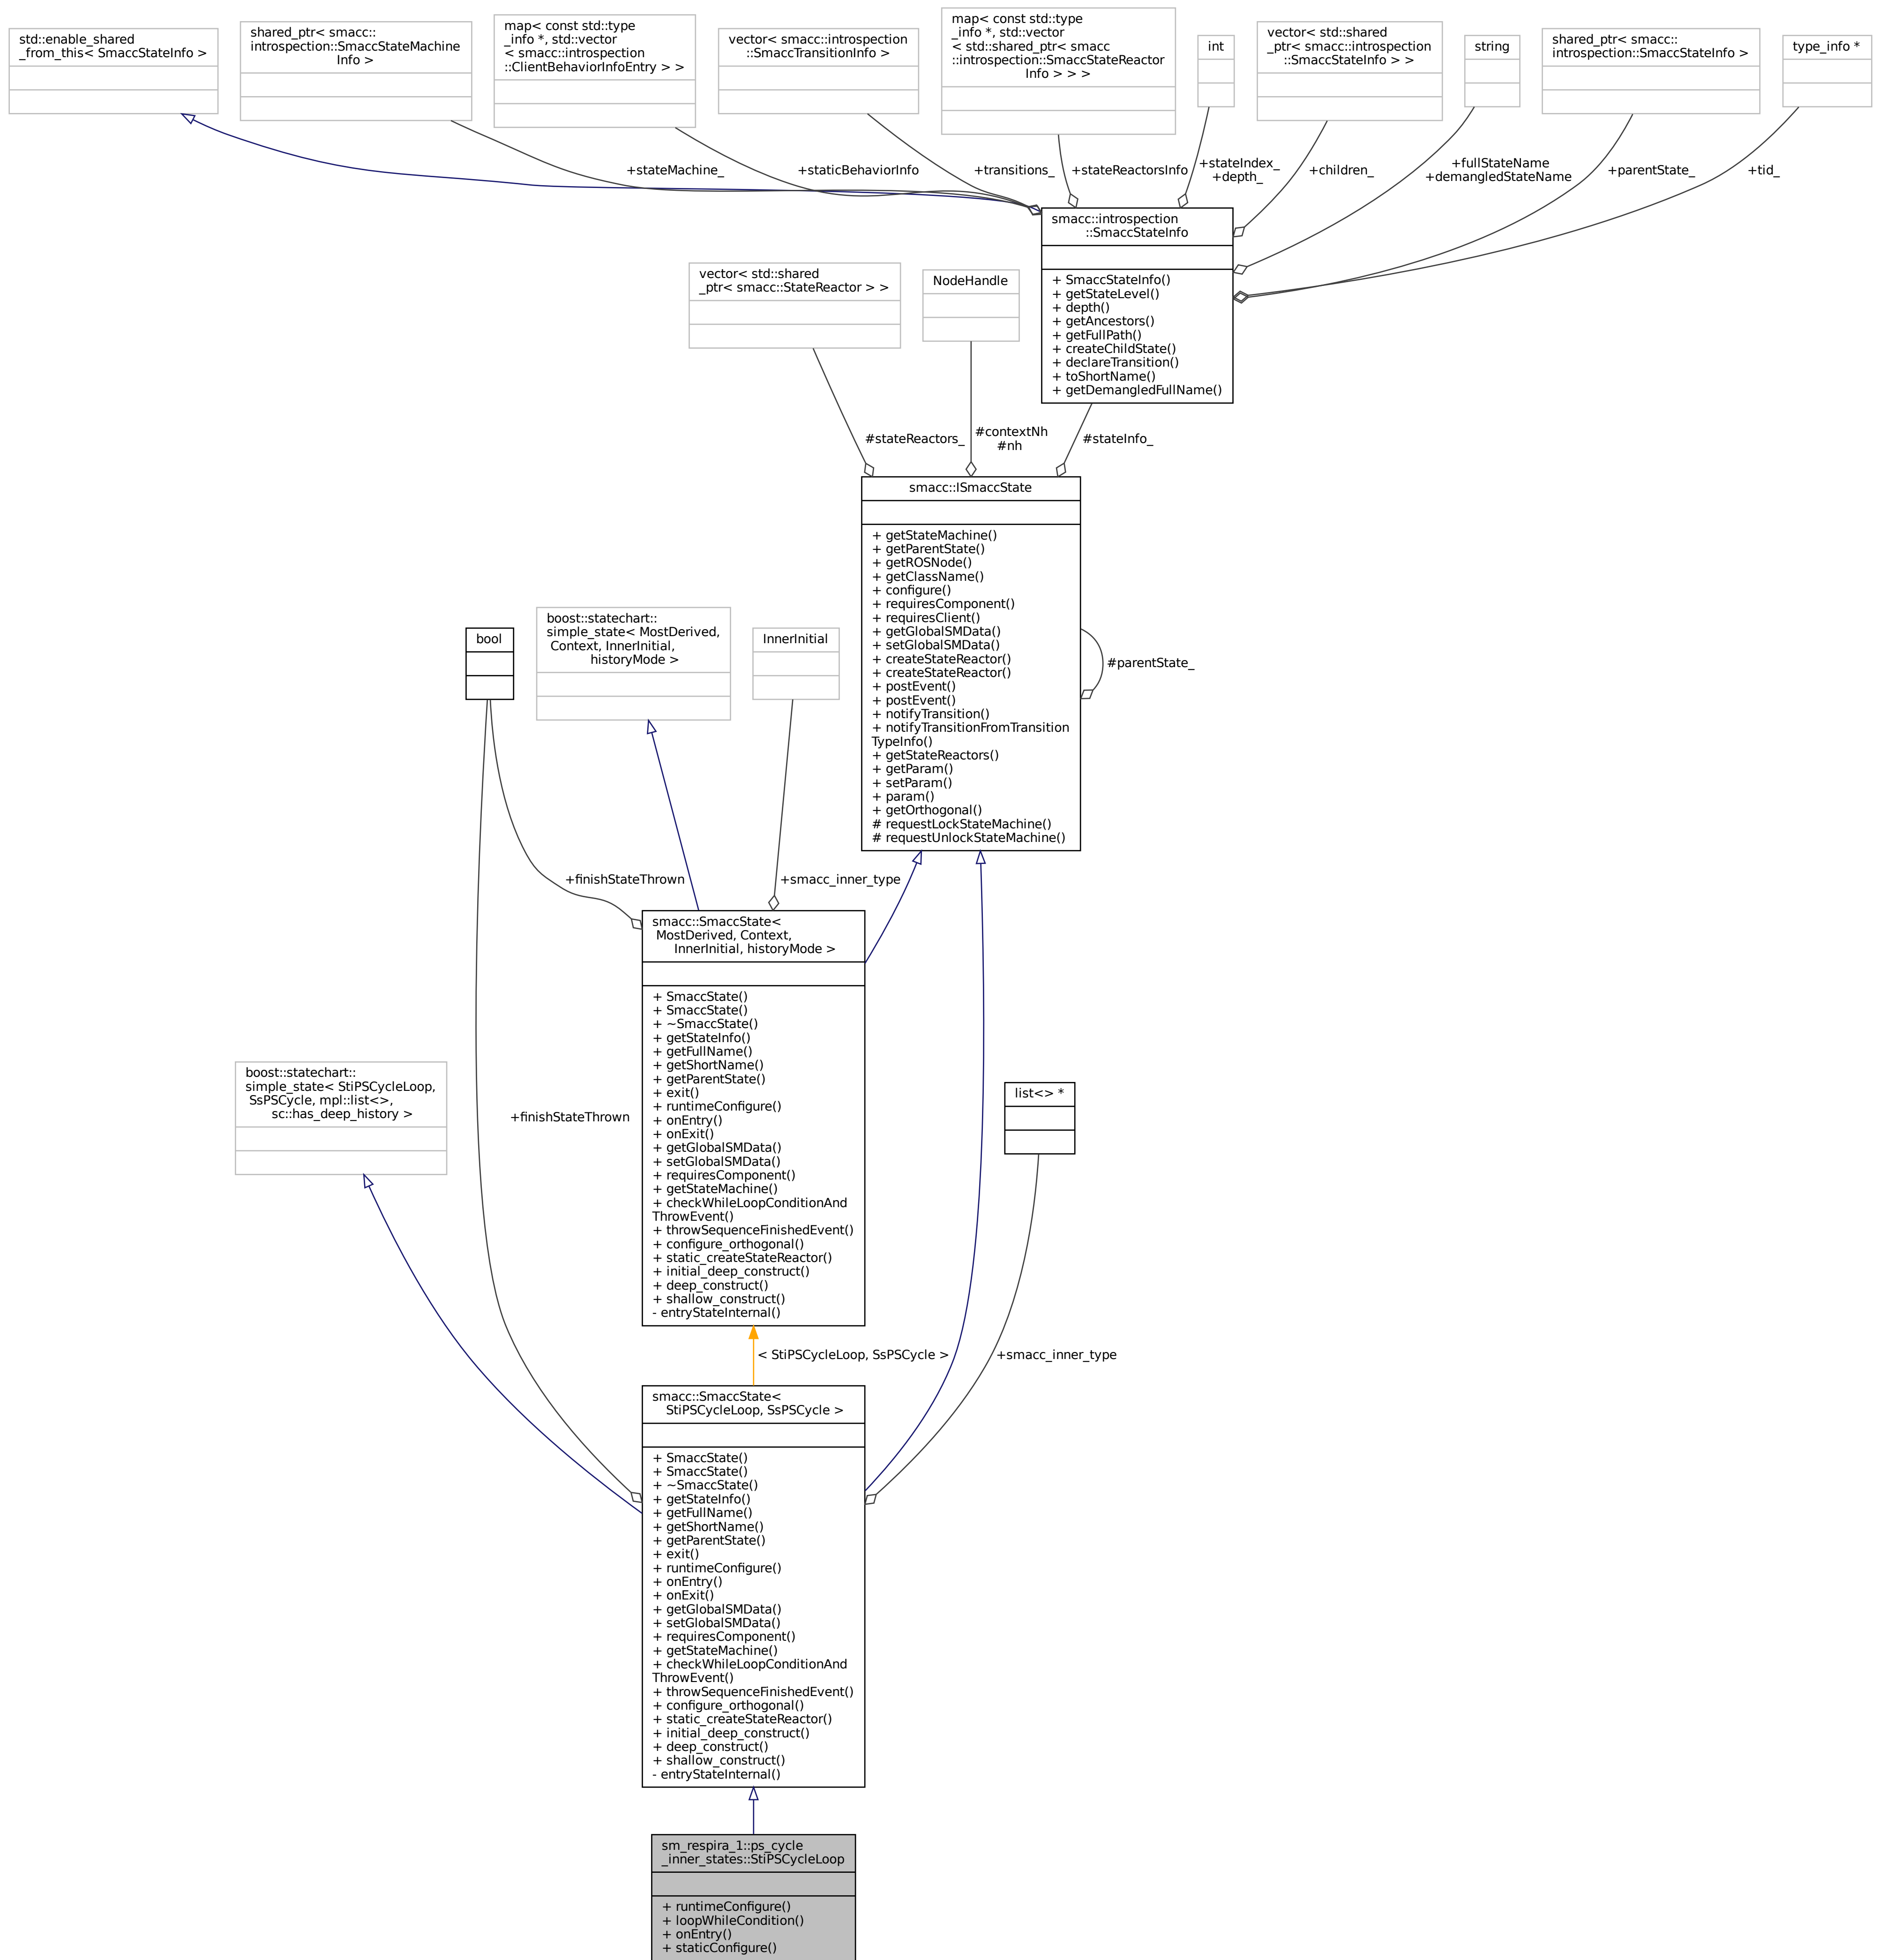 std::enable_shared
_from_this< SmaccStateInfo >
shared_ptr< smacc::
introspection::SmaccStateMachine
Info >
map< const std::type
_info *, std::vector
< smacc::introspection
::ClientBehaviorInfoEntry > >
vector< smacc::introspection
::SmaccTransitionInfo >
map< const std::type
_info *, std::vector
< std::shared_ptr< smacc
::introspection::SmaccStateReactor
Info > > >
int
vector< std::shared
_ptr< smacc::introspection
::SmaccStateInfo > >
string
shared_ptr< smacc::
introspection::SmaccStateInfo >
type_info *
+stateMachine_
+staticBehaviorInfo
+transitions_
+stateReactorsInfo
+stateIndex_
+depth_
+children_
+fullStateName
+demangledStateName
+parentState_
+tid_
smacc::introspection
::SmaccStateInfo
+ SmaccStateInfo()
+ getStateLevel()
+ depth()
+ getAncestors()
+ getFullPath()
+ createChildState()
+ declareTransition()
+ toShortName()
+ getDemangledFullName()
vector< std::shared
_ptr< smacc::StateReactor > >
NodeHandle
#stateReactors_
#contextNh
#nh
#stateInfo_
smacc::ISmaccState
+ getStateMachine()
+ getParentState()
+ getROSNode()
+ getClassName()
+ configure()
+ requiresComponent()
+ requiresClient()
+ getGlobalSMData()
+ setGlobalSMData()
+ createStateReactor()
+ createStateReactor()
+ postEvent()
+ postEvent()
+ notifyTransition()
+ notifyTransitionFromTransition
TypeInfo()
+ getStateReactors()
+ getParam()
+ setParam()
+ param()
+ getOrthogonal()
# requestLockStateMachine()
# requestUnlockStateMachine()
#parentState_
bool
boost::statechart::
simple_state< MostDerived,
Context, InnerInitial,
historyMode >
InnerInitial
+finishStateThrown
+smacc_inner_type
smacc::SmaccState<
MostDerived, Context,
InnerInitial, historyMode >
+ SmaccState()
+ SmaccState()
+ ~SmaccState()
+ getStateInfo()
+ getFullName()
+ getShortName()
+ getParentState()
+ exit()
+ runtimeConfigure()
+ onEntry()
+ onExit()
+ getGlobalSMData()
+ setGlobalSMData()
+ requiresComponent()
+ getStateMachine()
+ checkWhileLoopConditionAnd
ThrowEvent()
+ throwSequenceFinishedEvent()
+ configure_orthogonal()
+ static_createStateReactor()
+ initial_deep_construct()
+ deep_construct()
+ shallow_construct()
- entryStateInternal()
boost::statechart::
simple_state< StiPSCycleLoop,
SsPSCycle, mpl::list<>,
sc::has_deep_history >
+finishStateThrown
list<> *
< StiPSCycleLoop, SsPSCycle >
+smacc_inner_type
smacc::SmaccState<
StiPSCycleLoop, SsPSCycle >
+ SmaccState()
+ SmaccState()
+ ~SmaccState()
+ getStateInfo()
+ getFullName()
+ getShortName()
+ getParentState()
+ exit()
+ runtimeConfigure()
+ onEntry()
+ onExit()
+ getGlobalSMData()
+ setGlobalSMData()
+ requiresComponent()
+ getStateMachine()
+ checkWhileLoopConditionAnd
ThrowEvent()
+ throwSequenceFinishedEvent()
+ configure_orthogonal()
+ static_createStateReactor()
+ initial_deep_construct()
+ deep_construct()
+ shallow_construct()
- entryStateInternal()
sm_respira_1::ps_cycle
_inner_states::StiPSCycleLoop
+ runtimeConfigure()
+ loopWhileCondition()
+ onEntry()
+ staticConfigure()